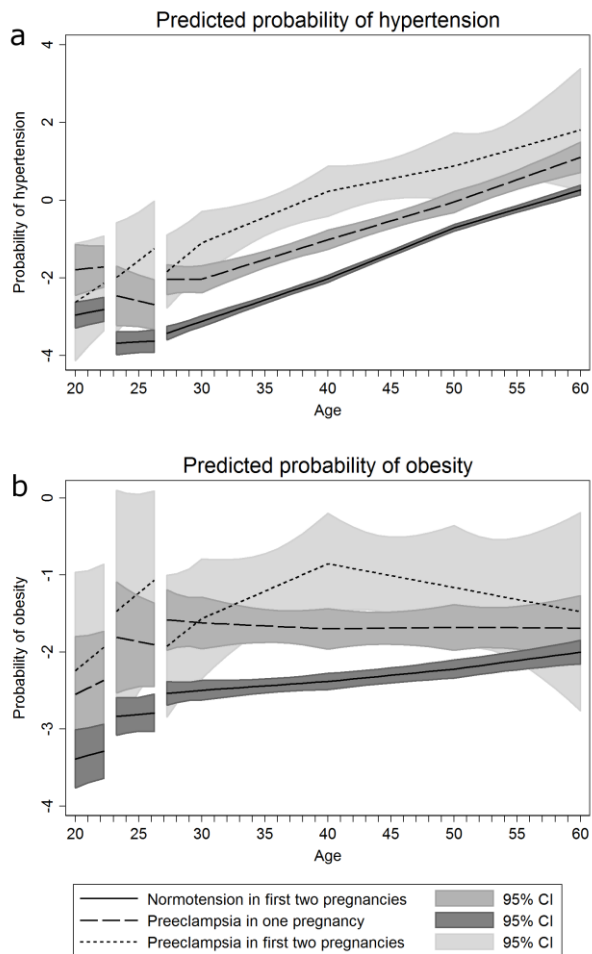 a
Predicted probability of hypertension
Probability of hypertension
4
2
0
-2
-4
20 25 30 35 40 45 50 55 60
Age
b
Predicted probability of obesity
Probability of obesity
0
-1
-2
-3
-4
20 25 30 35 40 45 50 55 60
Age
Normotension in first two pregnancies 95% CI
Preeclampsia in one pregnancy 95% CI
Preeclampsia in first two pregnancies 95% CI